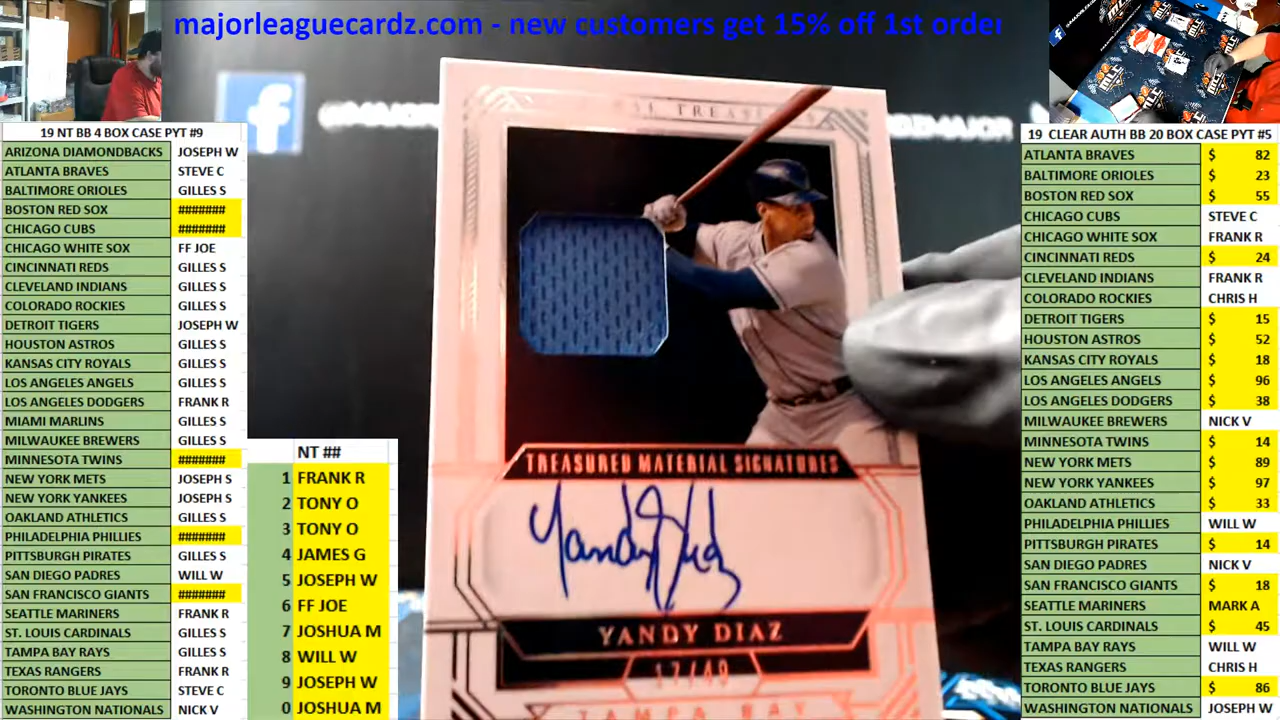 majorleaguecardz.com - new customers get 15% off 1st order
19 NT BB 4 BOX CASE PYT #9
ARIZONA DIAMONDBACKS JOSEPH W
ATLANTA BRAVES STEVE C
BALTIMORE ORIOLES GILLES S
BOSTON RED SOX #######
CHICAGO CUBS #######
CHICAGO WHITE SOX FF JOE
CINCINNATI REDS GILLES S
CLEVELAND INDIANS GILLES S
COLORADO ROCKIES GILLES S
DETROIT TIGERS JOSEPH W
HOUSTON ASTROS GILLES S
KANSAS CITY ROYALS GILLES S
LOS ANGELES ANGELS GILLES S
LOS ANGELES DODGERS FRANK R
MIAMI MARLINS GILLES S
MILWAUKEE BREWERS GILLES S
MINNESOTA TWINS #######
NEW YORK METS JOSEPH S
NEW YORK YANKEES JOSEPH S
OAKLAND ATHLETICS GILLES S
PHILADELPHIA PHILLIES #######
PITTSBURGH PIRATES GILLES S
SAN DIEGO PADRES WILL W
SAN FRANCISCO GIANTS #######
SEATTLE MARINERS FRANK R
ST. LOUIS CARDINALS GILLES S
TAMPA BAY RAYS GILLES S
TEXAS RANGERS FRANK R
TORONTO BLUE JAYS STEVE C
WASHINGTON NATIONALS NICK V
NT ##
1 FRANK R
2 TONY O
3 TONY O
4 JAMES G
5 JOSEPH W
6 FF JOE
7 JOSHUA M
8 WILL W
9 JOSEPH W
0 JOSHUA M
TREASURES
TREASURED MATERIAL SIGNATURES
Yandy Diaz
YANDY DIAZ
17/49
TAMPA BAY
19 CLEAR AUTH BB 20 BOX CASE PYT #5
ATLANTA BRAVES $ 82
BALTIMORE ORIOLES $ 23
BOSTON RED SOX $ 55
CHICAGO CUBS STEVE C
CHICAGO WHITE SOX FRANK R
CINCINNATI REDS $ 24
CLEVELAND INDIANS FRANK R
COLORADO ROCKIES CHRIS H
DETROIT TIGERS $ 15
HOUSTON ASTROS $ 52
KANSAS CITY ROYALS $ 18
LOS ANGELES ANGELS $ 96
LOS ANGELES DODGERS $ 38
MILWAUKEE BREWERS NICK V
MINNESOTA TWINS $ 14
NEW YORK METS $ 89
NEW YORK YANKEES $ 97
OAKLAND ATHLETICS $ 33
PHILADELPHIA PHILLIES WILL W
PITTSBURGH PIRATES $ 14
SAN DIEGO PADRES NICK V
SAN FRANCISCO GIANTS $ 18
SEATTLE MARINERS MARK A
ST. LOUIS CARDINALS $ 45
TAMPA BAY RAYS WILL W
TEXAS RANGERS CHRIS H
TORONTO BLUE JAYS $ 86
WASHINGTON NATIONALS JOSEPH W